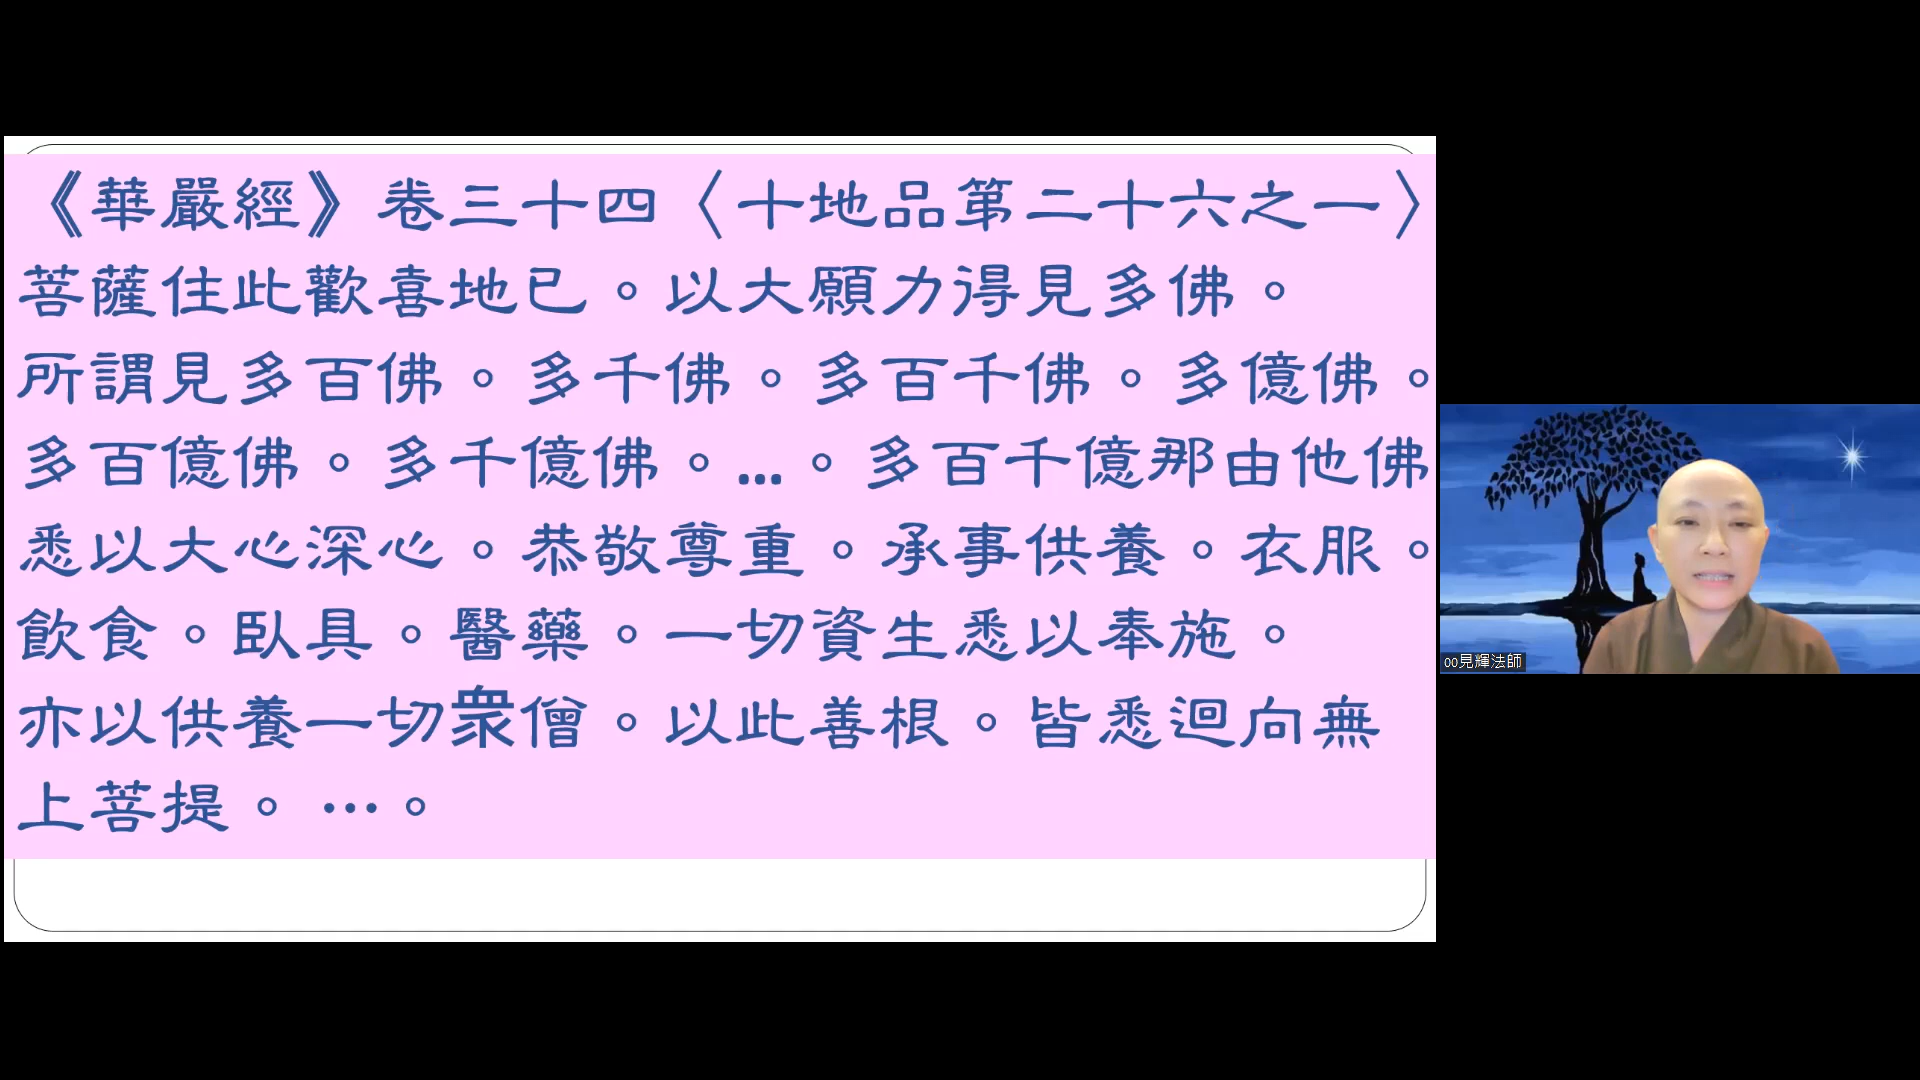 《華嚴經》卷三十四〈十地品第二十六之一〉
菩薩住此歡喜地已。以大願力得見多佛。
所謂見多百佛。多千佛。多百千佛。多億佛。
多百億佛。多千億佛。...。多百千億那由他佛
悉以大心深心。恭敬尊重。承事供養。衣服。
飲食。臥具。醫藥。一切資生悉以奉施。
亦以供養一切眾僧。以此善根。皆悉迴向無
上菩提。…。
oo見輝法師